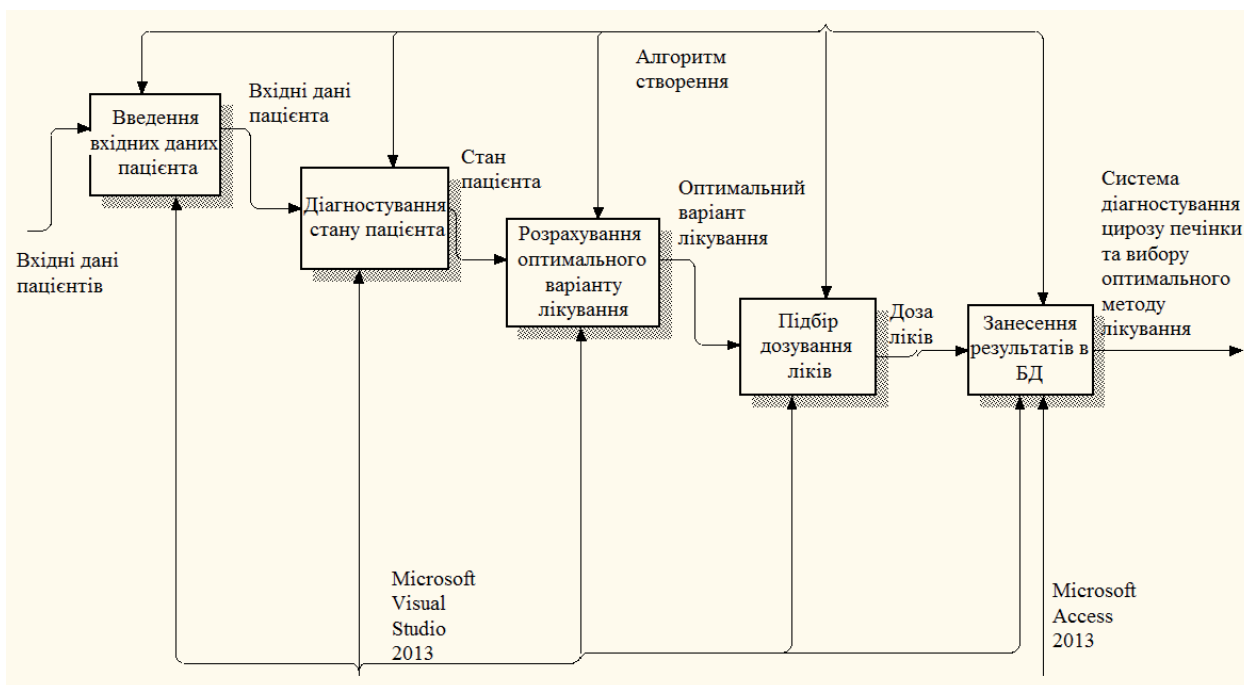 Алгоритм
створення
Введення
вхідних даних
пацієнта
Вхідні дані
пацієнта
Вхідні дані
пацієнтів
Діагностування
стану пацієнта
Стан
пацієнта
Розрахування
оптимального
варіанту
лікування
Оптимальний
варіант
лікування
Підбір
дозування
ліків
Доза
ліків
Занесення
результатів в
БД
Система
діагностування
цирозу печінки
та вибору
оптимального
методу
лікування
Microsoft
Visual
Studio
2013
Microsoft
Access
2013